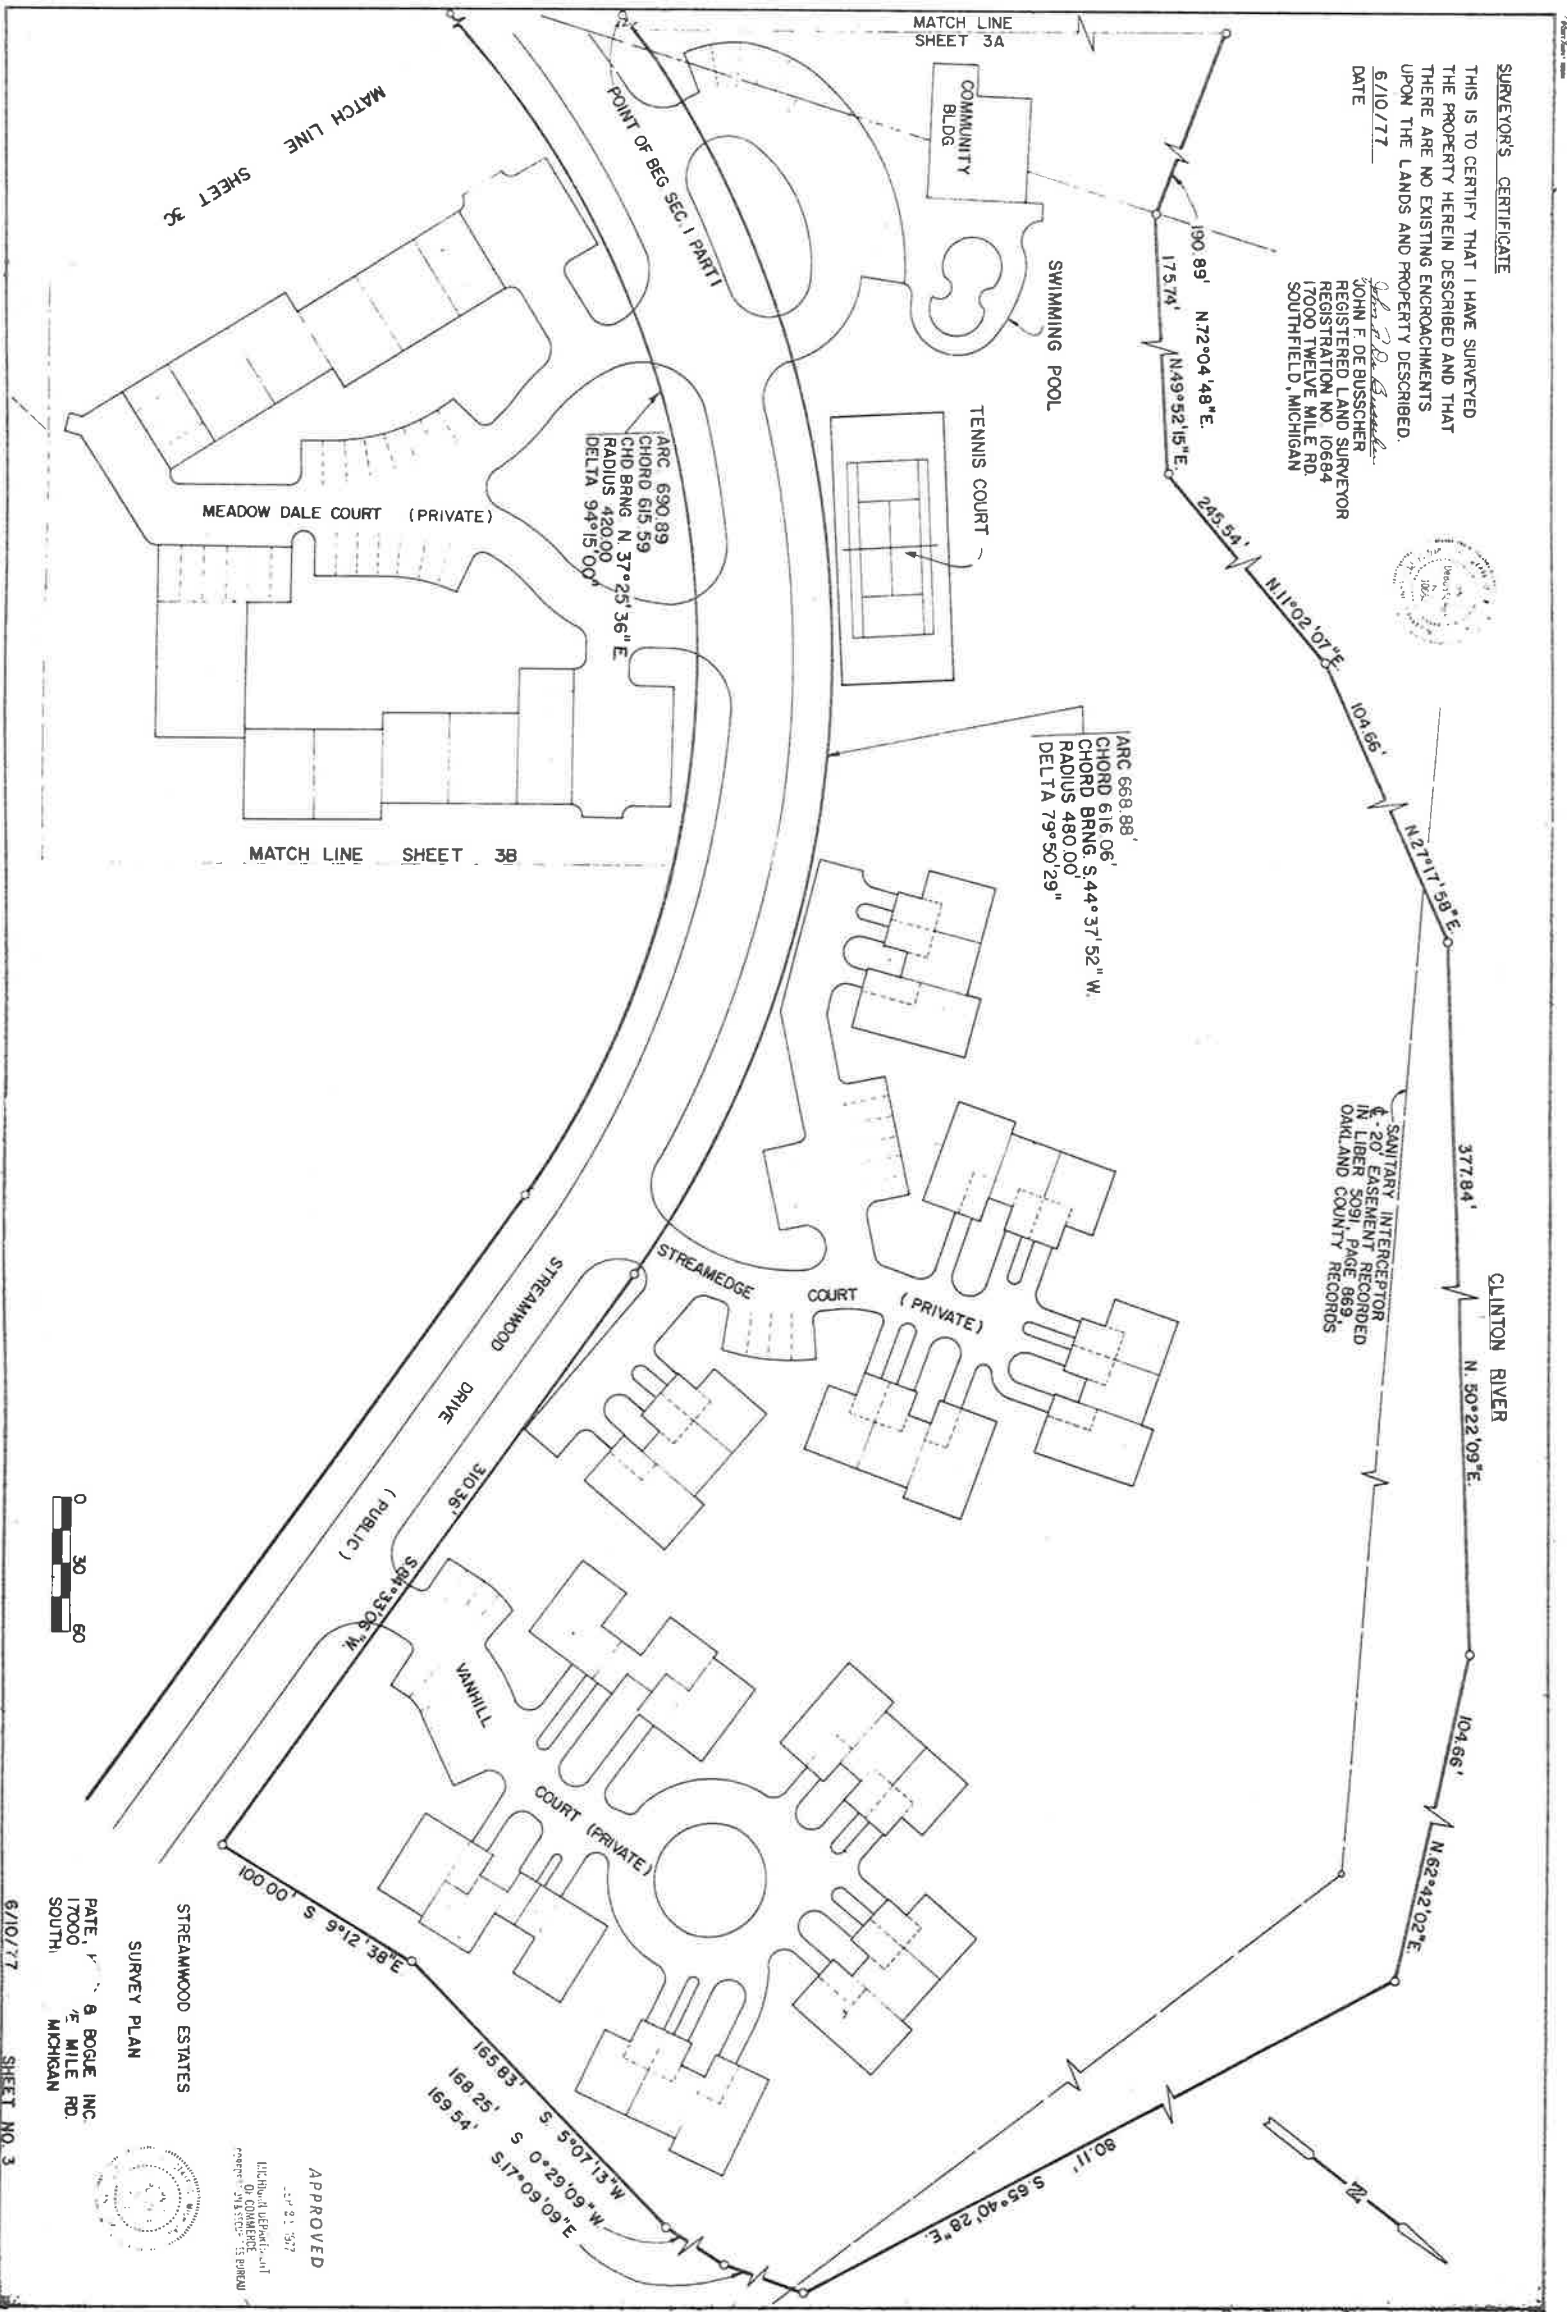 SURVEYOR'S CERTIFICATE
THIS IS TO CERTIFY THAT I HAVE SURVEYED
THE PROPERTY HEREIN DESCRIBED AND THAT
THERE ARE NO EXISTING ENCROACHMENTS
UPON THE LANDS AND PROPERTY DESCRIBED.
6/10/77
DATE
JOHN F. DE BUSSCHER
REGISTERED LAND SURVEYOR
REGISTRATION NO. 10684
17000 TWELVE MILE RD.
SOUTHFIELD, MICHIGAN
MATCH LINE
SHEET 3A
COMMUNITY
BLDG
SWIMMING POOL
TENNIS COURT
190.89' N.72°04'48"E.
175.74' N.49°52'15"E.
245.54' N.11°02'07"E.
104.66' N.27°17'58"E.
CLINTON RIVER
377.84' N. 50°22'09"E.
104.66' N.62°42'02"E.
80.11' S.65°40'28"E.
SANITARY INTERCEPTOR
℄ - 20' EASEMENT RECORDED
IN LIBER 5091, PAGE 869,
OAKLAND COUNTY RECORDS
ARC 668.88'
CHORD 616.06'
CHORD BRNG. S.44°37'52" W.
RADIUS 480.00'
DELTA 79°50'29"
POINT OF BEG SEC. 1 PART 1
MATCH LINE SHEET 3C
ARC 690.89
CHORD 615.59
CHD BRNG N. 37°25'36" E.
RADIUS 420.00
DELTA 94°15'00"
MEADOW DALE COURT (PRIVATE)
MATCH LINE SHEET 3B
STREAMEDGE COURT (PRIVATE)
STREAMWOOD DRIVE (PUBLIC)
310.36' S.84°33'06"W.
VANHILL COURT (PRIVATE)
100.00' S 9°12'38"E
165.83' S. 5°07'13"W
168.25' S 0°29'09"W.
169.54' S.17°09'09"E
N
0 30 60
STREAMWOOD ESTATES
SURVEY PLAN
PATE, & BOGUE INC.
17000 MILE RD.
MICHIGAN
APPROVED
1977
MICHIGAN DEPARTMENT
OF COMMERCE
BUREAU
6/10/77 SHEET NO. 3